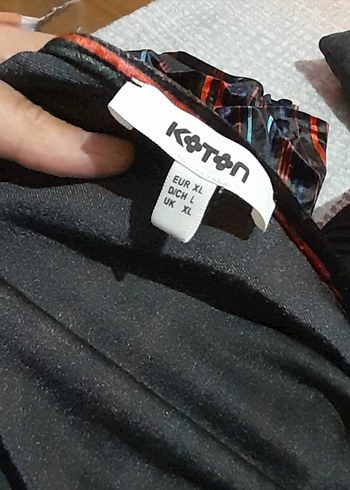 KOTON
EUR XL
D/CH L
UK XL